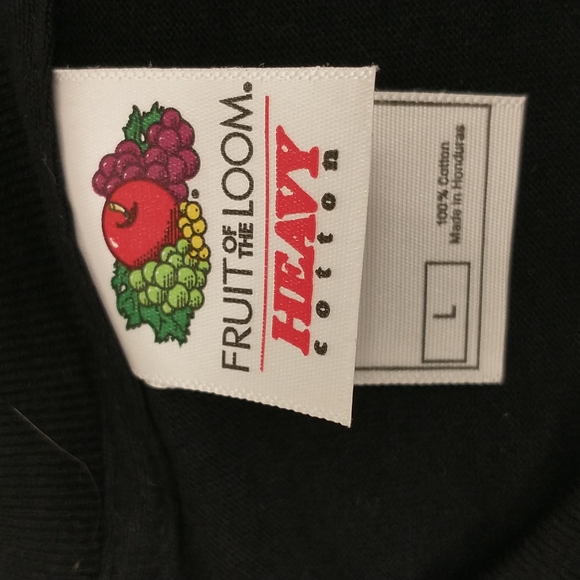 FRUIT OF THE LOOM®
HEAVY
cotton
100% Cotton
Made in Honduras
L